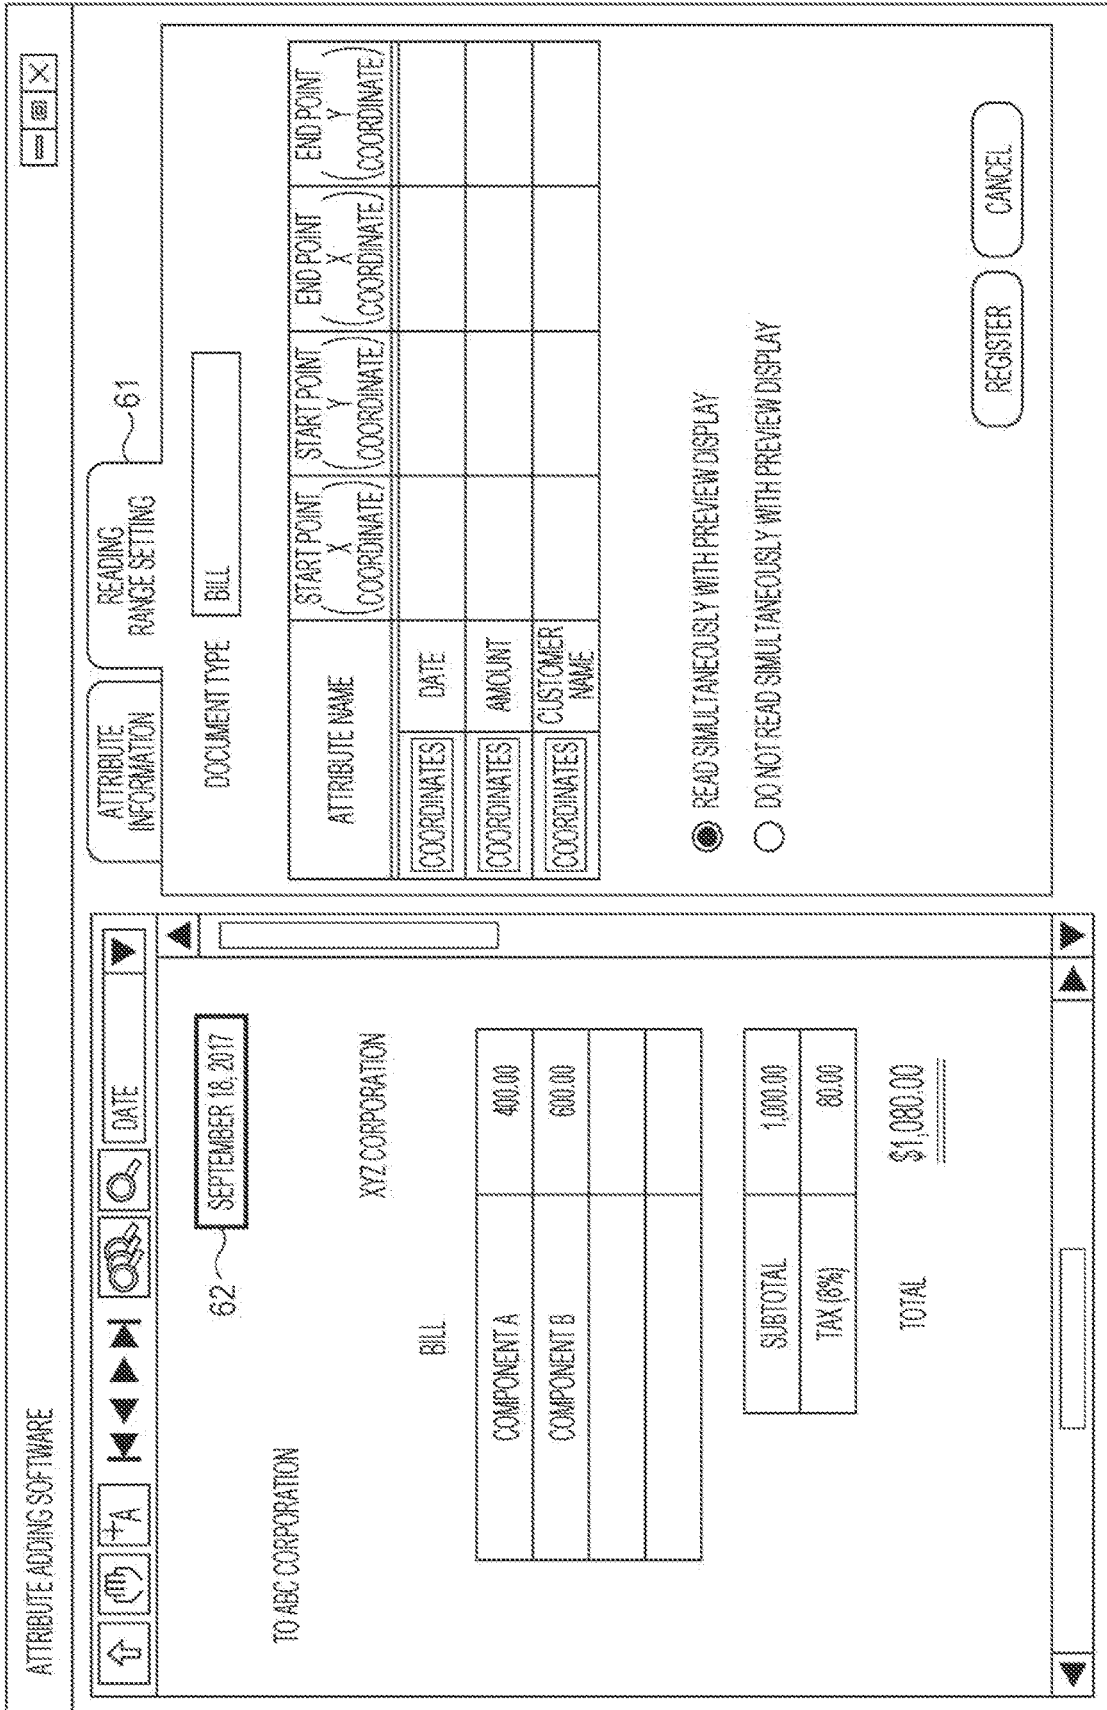 ATTRIBUTE ADDING SOFTWARE
+A
DATE
62
SEPTEMBER 18, 2017
TO ABC CORPORATION
XYZ CORPORATION
BILL
COMPONENT A 400.00
COMPONENT B 600.00
SUBTOTAL 1,000.00
TAX (8%) 80.00
TOTAL $1,080.00
ATTRIBUTE
INFORMATION
READING
RANGE SETTING
61
DOCUMENT TYPE BILL
ATTRIBUTE NAME
START POINT
X
(COORDINATE)
START POINT
Y
(COORDINATE)
END POINT
X
(COORDINATE)
END POINT
Y
(COORDINATE)
COORDINATES DATE
COORDINATES AMOUNT
COORDINATES CUSTOMER
NAME
READ SIMULTANEOUSLY WITH PREVIEW DISPLAY
DO NOT READ SIMULTANEOUSLY WITH PREVIEW DISPLAY
REGISTER CANCEL